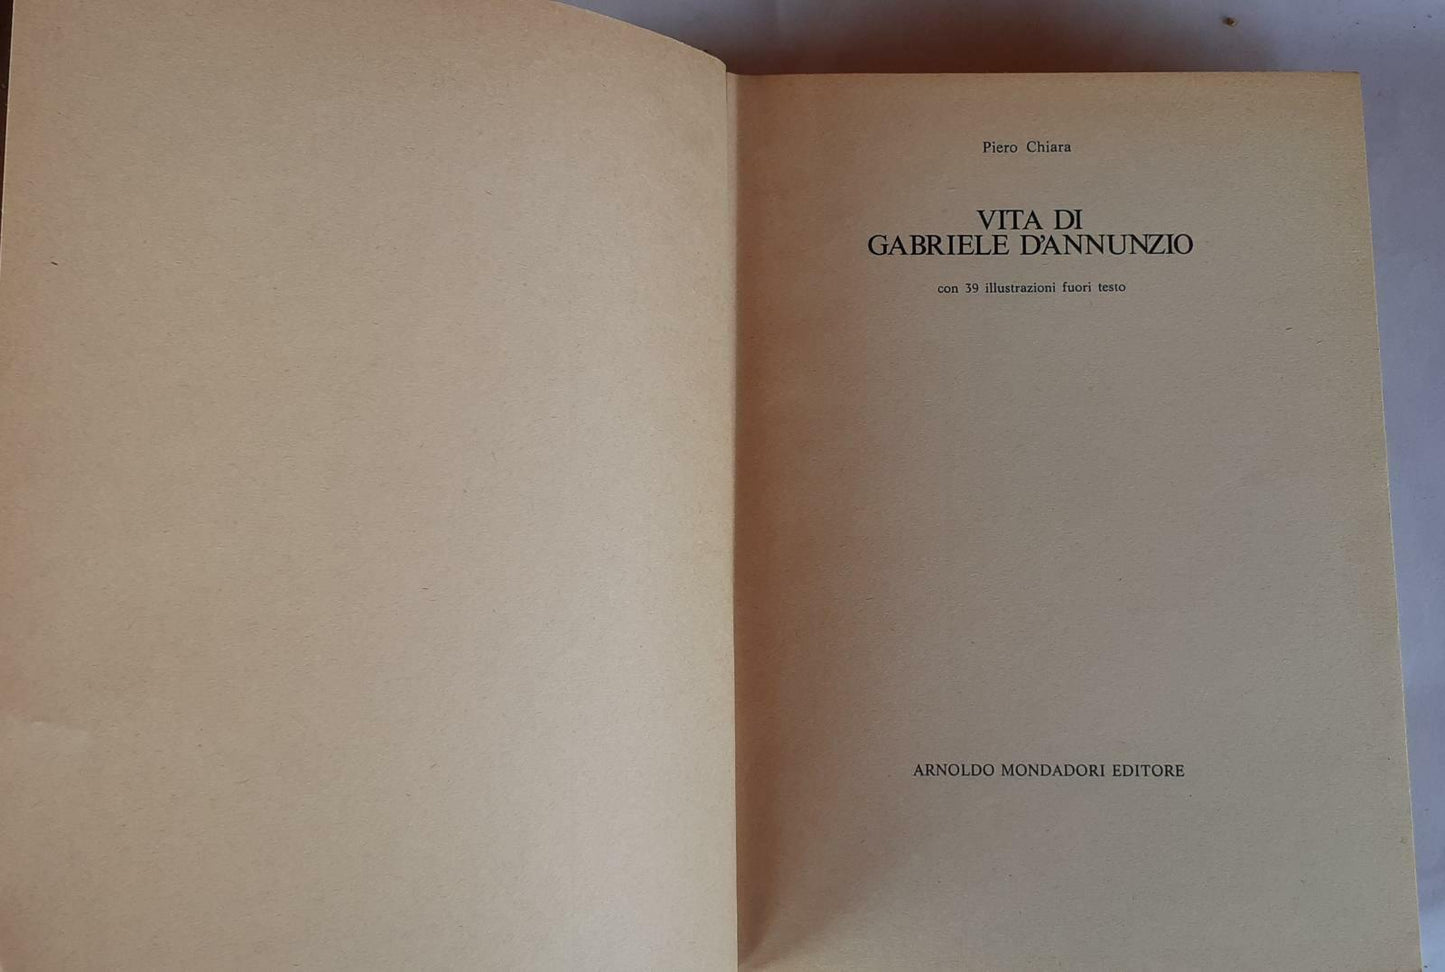 Piero Chiara
VITA DI
GABRIELE D'ANNUNZIO
con 39 illustrazioni fuori testo
ARNOLDO MONDADORI EDITORE